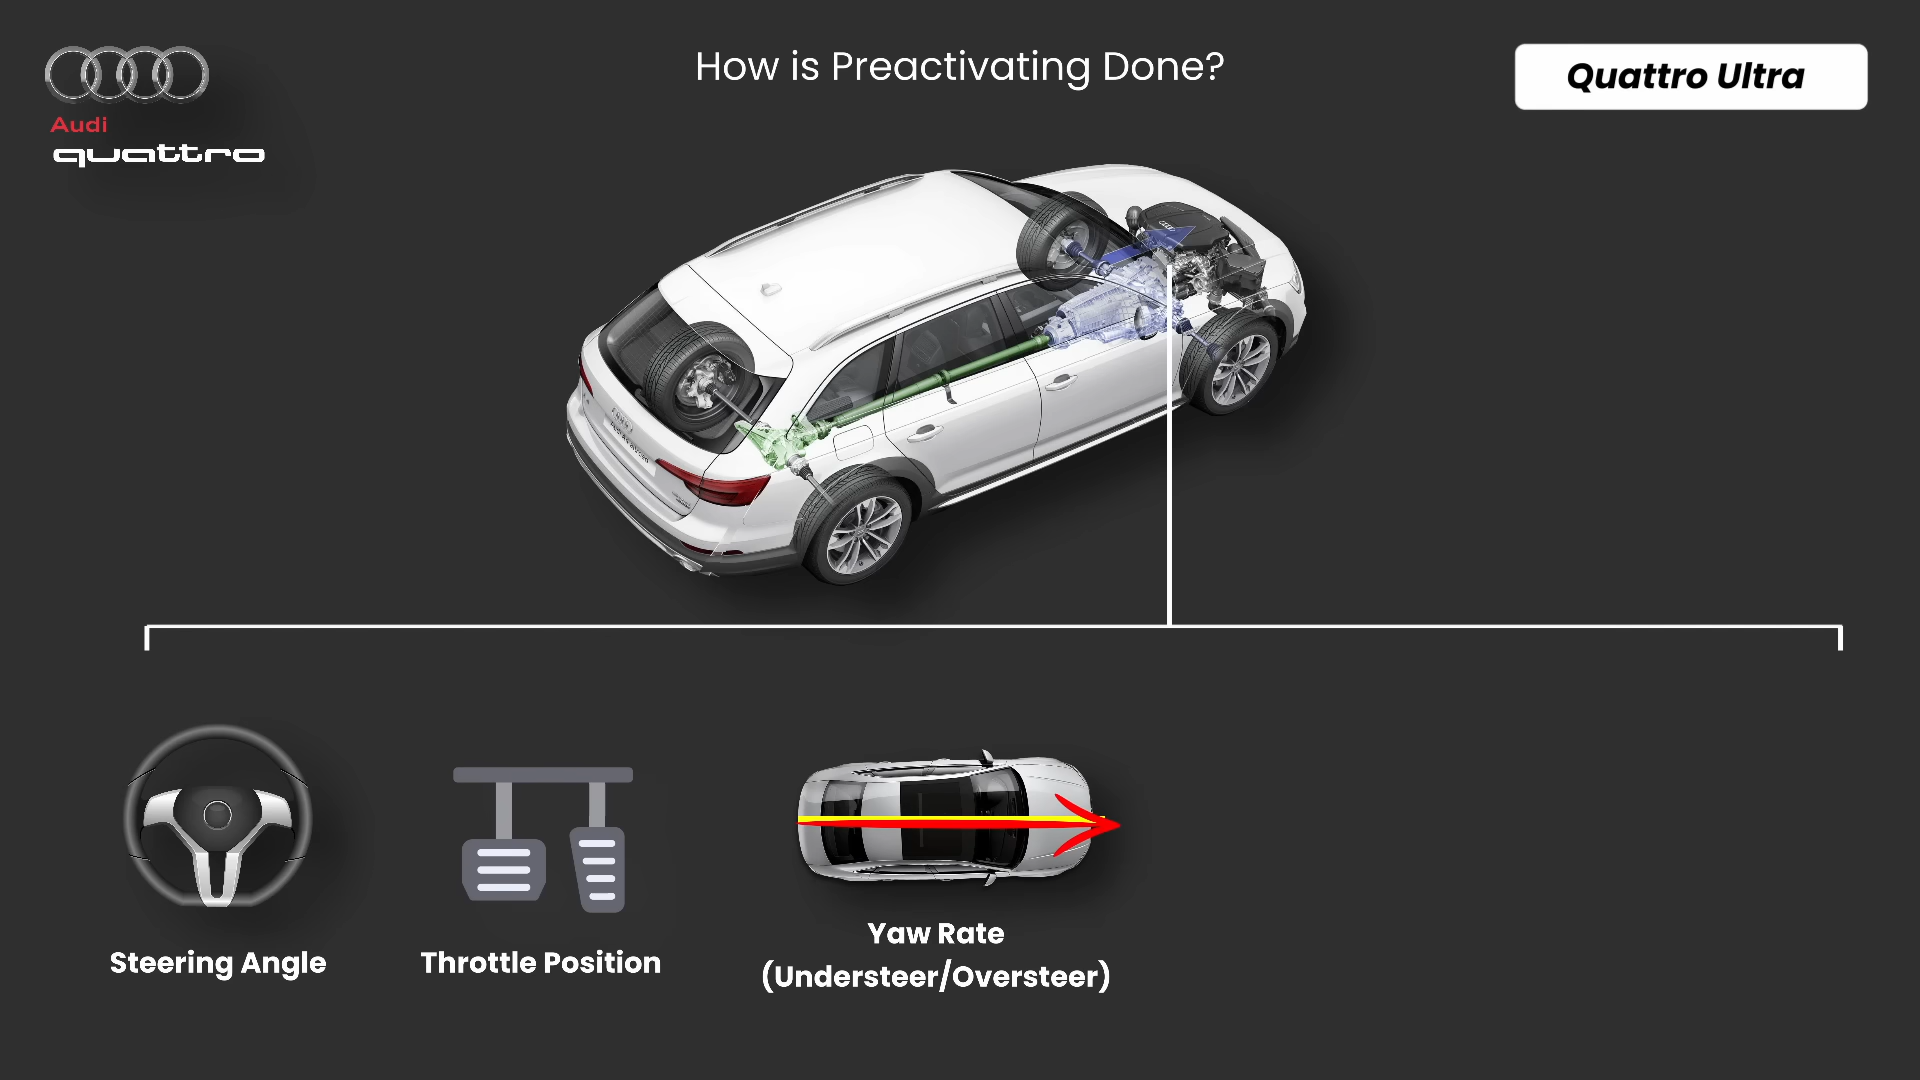 How is Preactivating Done?
Quattro Ultra
Audi
quattro
Steering Angle
Throttle Position
Yaw Rate
(Understeer/Oversteer)